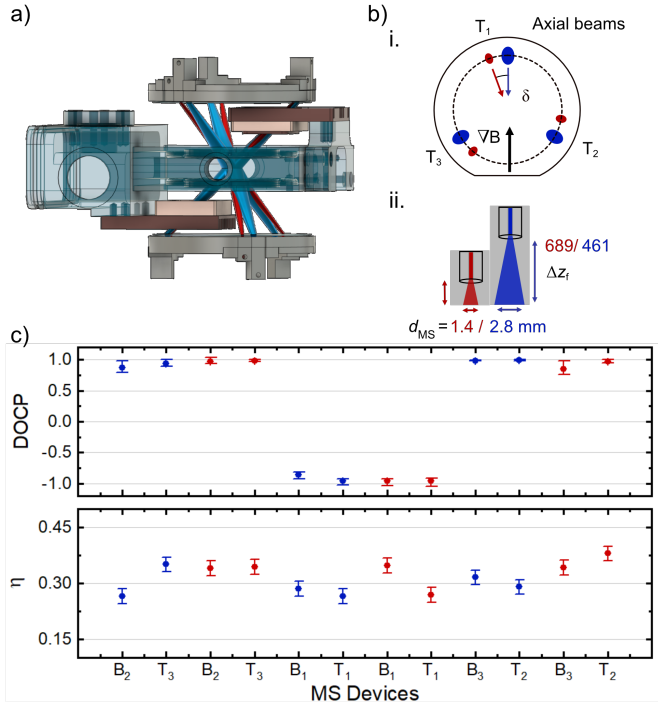 a)
b)
i.
Axial beams
T1
δ
∇B
T3
T2
ii.
689/ 461
Δzf
dMS = 1.4 / 2.8 mm
c)
1.0
0.5
0.0
-0.5
-1.0
DOCP
0.45
0.30
0.15
η
B2 T3 B2 T3 B1 T1 B1 T1 B3 T2 B3 T2
MS Devices